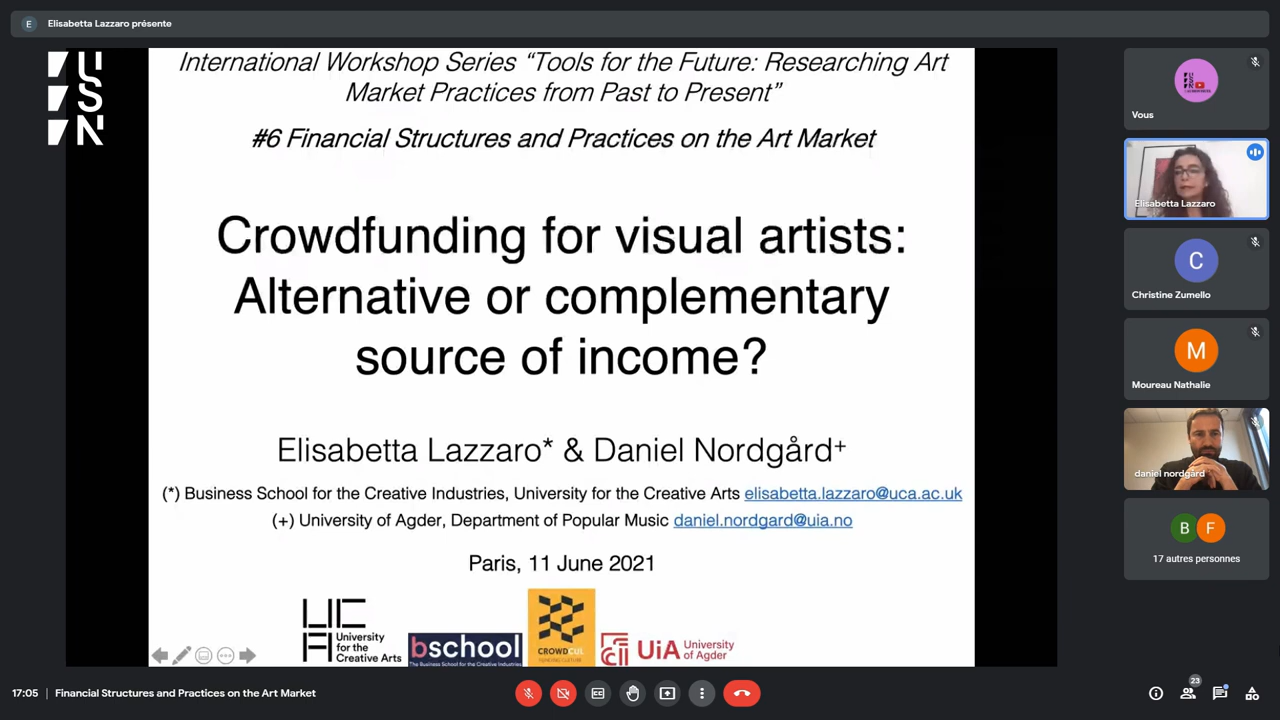 E Elisabetta Lazzaro présente
USN
International Workshop Series “Tools for the Future: Researching Art
Market Practices from Past to Present”
#6 Financial Structures and Practices on the Art Market
Crowdfunding for visual artists:
Alternative or complementary
source of income?
Elisabetta Lazzaro* & Daniel Nordgård+
(*) Business School for the Creative Industries, University for the Creative Arts elisabetta.lazzaro@uca.ac.uk
(+) University of Agder, Department of Popular Music daniel.nordgard@uia.no
Paris, 11 June 2021
UCA
University
for the
Creative Arts
bschool
The Business School for the Creative Industries
CROWDCUL
UiA University
of Agder
Vous
Elisabetta Lazzaro
C
Christine Zumello
M
Moureau Nathalie
daniel nordgård
B F
17 autres personnes
17:05 | Financial Structures and Practices on the Art Market
23